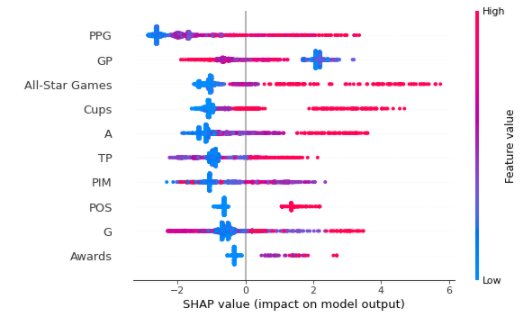 High
PPG
GP
All-Star Games
Cups
A
TP
PIM
POS
G
Awards
Feature value
Low
−2 0 2 4 6
SHAP value (impact on model output)